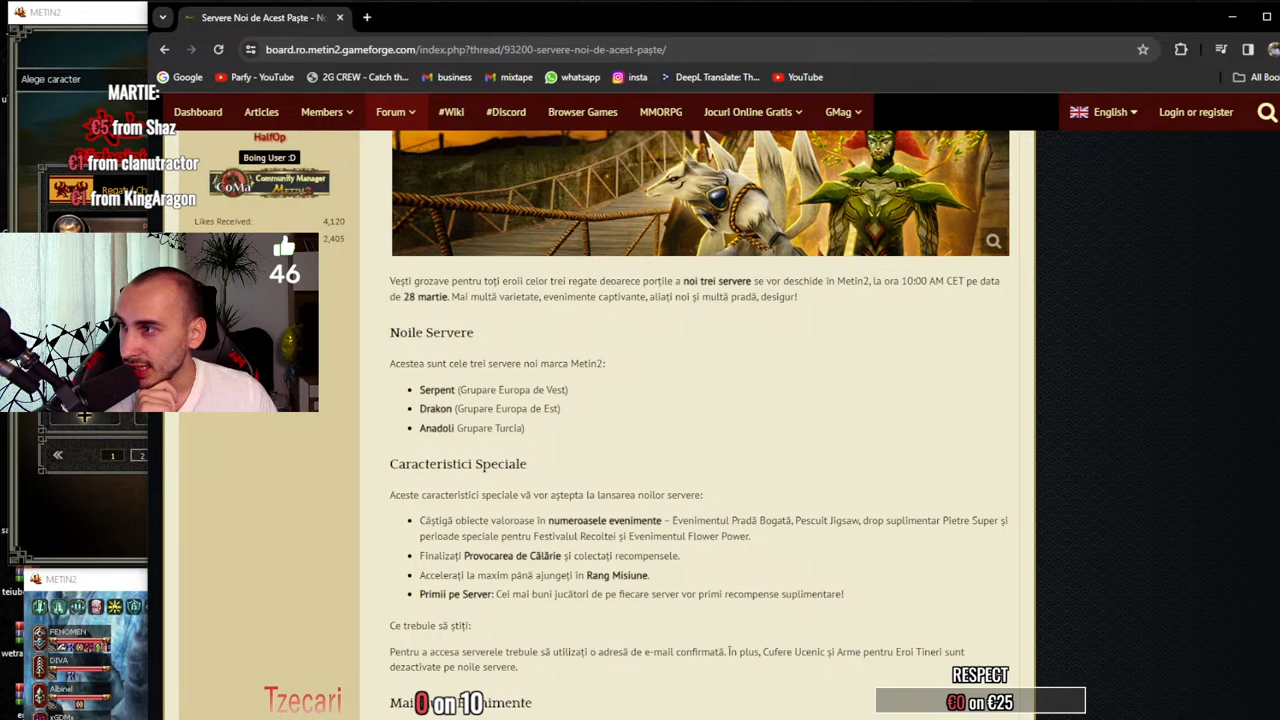 METIN2
Servere Noi de Acest Paște - No
board.ro.metin2.gameforge.com/index.php?thread/93200-servere-noi-de-acest-paște/
Google
Parfy - YouTube
2G CREW - Catch th...
business
mixtape
whatsapp
insta
DeepL Translate: Th...
YouTube
All Boo
Alege caracter
MARTIE:
€5 from Shaz
€1 from clanutractor
€1 from KingAragon
Dashboard
Articles
Members
Forum
#Wiki
#Discord
Browser Games
MMORPG
Jocuri Online Gratis
GMag
English
Login or register
HalfOp
Boing User :D
CoMa
Community Manager
METIN2
Likes Received:
4,120
2,405
46
Vești grozave pentru toți eroii celor trei regate deoarece porțile a noi trei servere se vor deschide în Metin2, la ora 10:00 AM CET pe data
de 28 martie. Mai multă varietate, evenimente captivante, aliați noi și multă pradă, desigur!
Noile Servere
Acestea sunt cele trei servere noi marca Metin2:
Serpent (Grupare Europa de Vest)
Drakon (Grupare Europa de Est)
Anadoli Grupare Turcia)
Caracteristici Speciale
Aceste caracteristici speciale vă vor aștepta la lansarea noilor servere:
Câștigă obiecte valoroase în numeroasele evenimente – Evenimentul Pradă Bogată, Pescuit Jigsaw, drop suplimentar Pietre Super și
perioade speciale pentru Festivalul Recoltei și Evenimentul Flower Power.
Finalizați Provocarea de Călărie și colectați recompensele.
Accelerați la maxim până ajungeți în Rang Misiune.
Primii pe Server: Cei mai buni jucători de pe fiecare server vor primi recompense suplimentare!
Ce trebuie să știți:
Pentru a accesa serverele trebuie să utilizați o adresă de e-mail confirmată. În plus, Cufere Ucenic și Arme pentru Eroi Tineri sunt
dezactivate pe noile servere.
1
2
METIN2
FENOMEN
DIVA
Albinel
xGDMx
Tzecari
0 on 10
RESPECT
€0 on €25